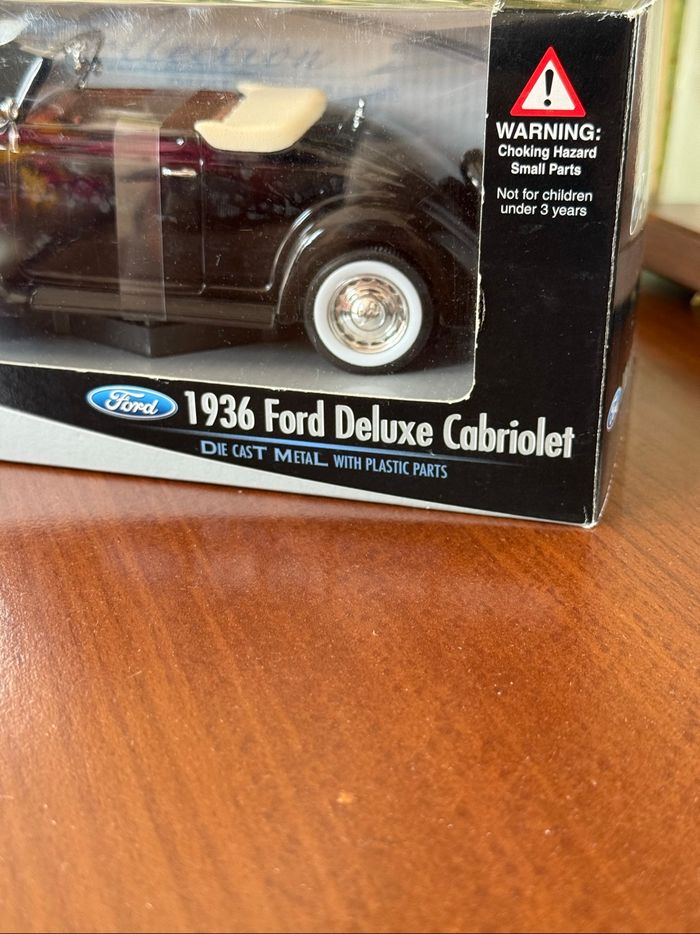 Collection
WARNING:
Choking Hazard
Small Parts
Not for children
under 3 years
Ford
1936 Ford Deluxe Cabriolet
DIE CAST METAL WITH PLASTIC PARTS